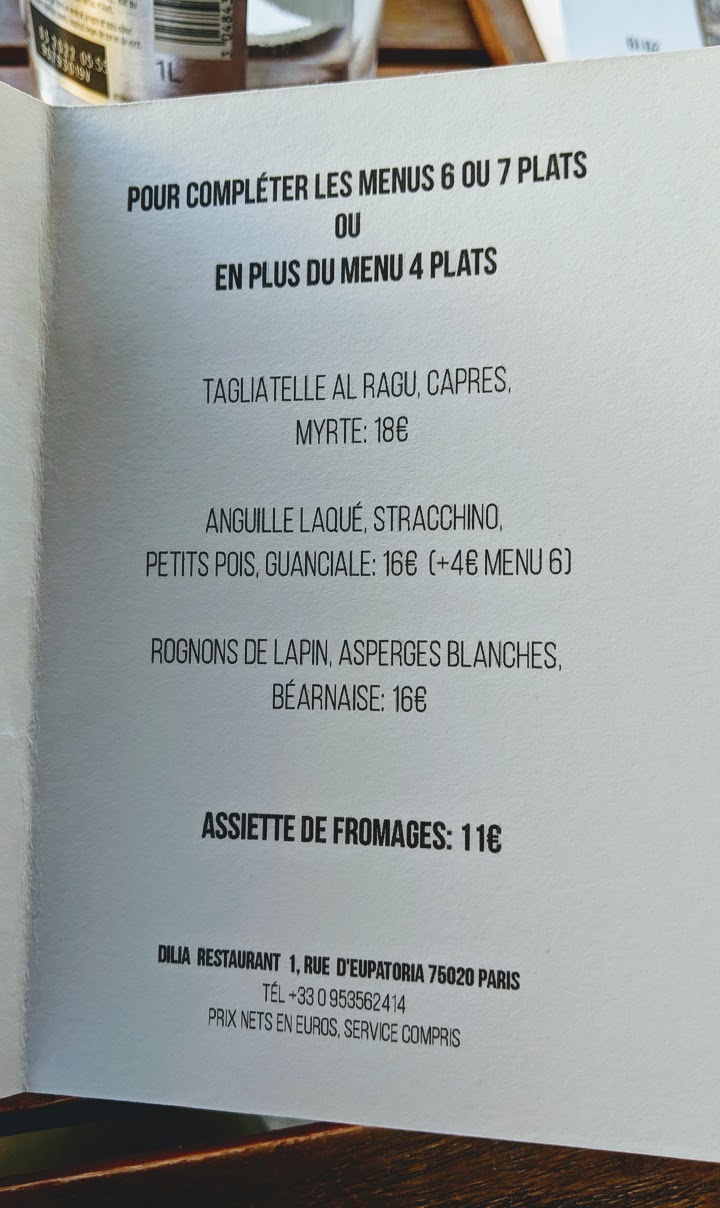 1L
POUR COMPLÉTER LES MENUS 6 OU 7 PLATS
OU
EN PLUS DU MENU 4 PLATS
TAGLIATELLE AL RAGU, CAPRES,
MYRTE: 18€
ANGUILLE LAQUÉ, STRACCHINO,
PETITS POIS, GUANCIALE: 16€ (+4€ MENU 6)
ROGNONS DE LAPIN, ASPERGES BLANCHES,
BÉARNAISE: 16€
ASSIETTE DE FROMAGES: 11€
DILIA RESTAURANT 1, RUE D'EUPATORIA 75020 PARIS
TÉL +33 0 953562414
PRIX NETS EN EUROS, SERVICE COMPRIS